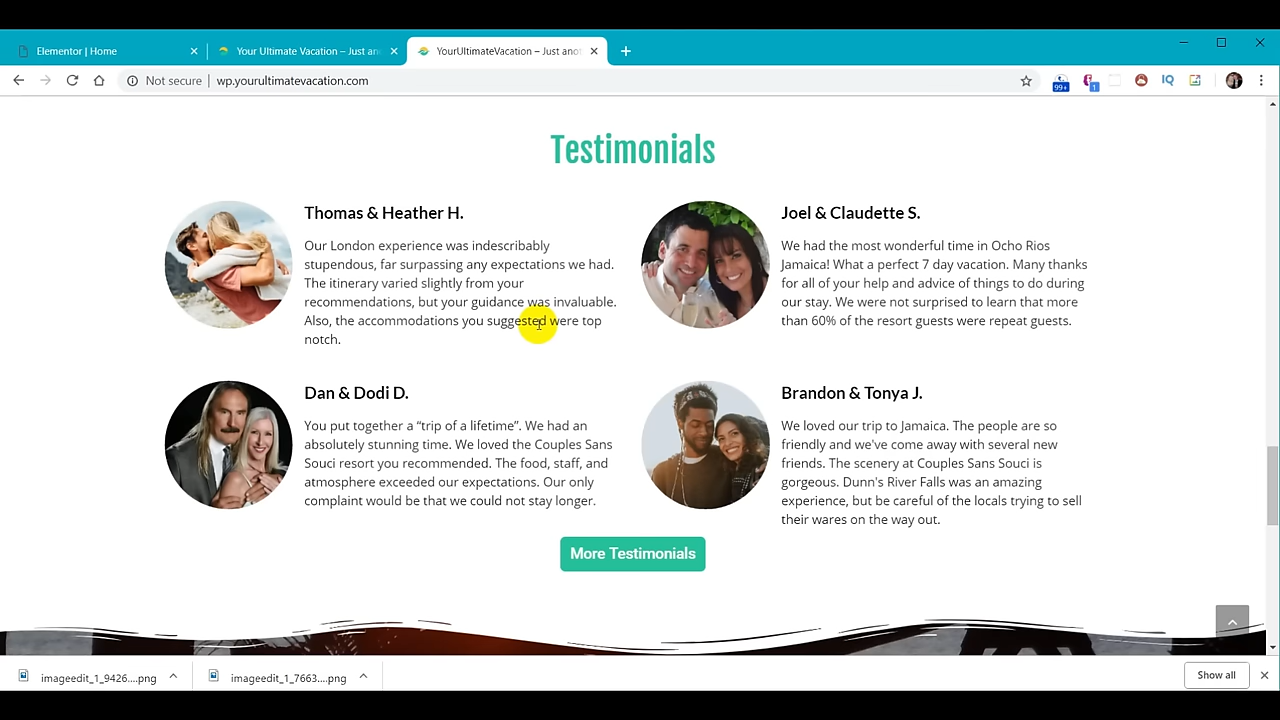 Elementor | Home
Your Ultimate Vacation – Just an
YourUltimateVacation – Just ano
Not secure | wp.yourultimatevacation.com
99+
1
IQ
Testimonials
Thomas & Heather H.
Our London experience was indescribably
stupendous, far surpassing any expectations we had.
The itinerary varied slightly from your
recommendations, but your guidance was invaluable.
Also, the accommodations you suggested were top
notch.
Joel & Claudette S.
We had the most wonderful time in Ocho Rios
Jamaica! What a perfect 7 day vacation. Many thanks
for all of your help and advice of things to do during
our stay. We were not surprised to learn that more
than 60% of the resort guests were repeat guests.
Dan & Dodi D.
You put together a “trip of a lifetime”. We had an
absolutely stunning time. We loved the Couples Sans
Souci resort you recommended. The food, staff, and
atmosphere exceeded our expectations. Our only
complaint would be that we could not stay longer.
Brandon & Tonya J.
We loved our trip to Jamaica. The people are so
friendly and we've come away with several new
friends. The scenery at Couples Sans Souci is
gorgeous. Dunn's River Falls was an amazing
experience, but be careful of the locals trying to sell
their wares on the way out.
More Testimonials
imageedit_1_9426....png
imageedit_1_7663....png
Show all